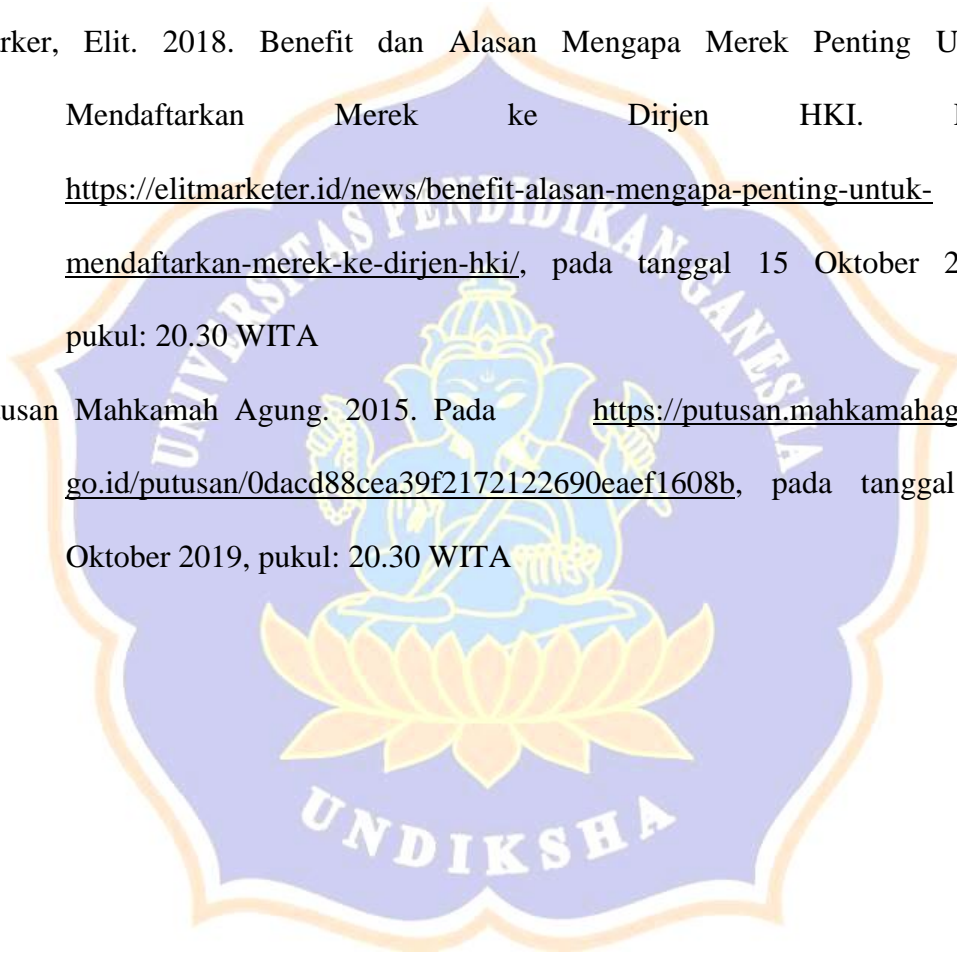 rker, Elit. 2018. Benefit dan Alasan Mengapa Merek Penting U
Mendaftarkan Merek ke Dirjen HKI.
https://elitmarketer.id/news/benefit-alasan-mengapa-penting-untuk-
mendaftarkan-merek-ke-dirjen-hki/, pada tanggal 15 Oktober 2
pukul: 20.30 WITA
tusan Mahkamah Agung. 2015. Pada https://putusan.mahkamahag
go.id/putusan/0dacd88cea39f2172122690eaef1608b, pada tanggal
Oktober 2019, pukul: 20.30 WITA
UNIVERSITAS PENDIDIKAN GANESHA
UNDIKSHA